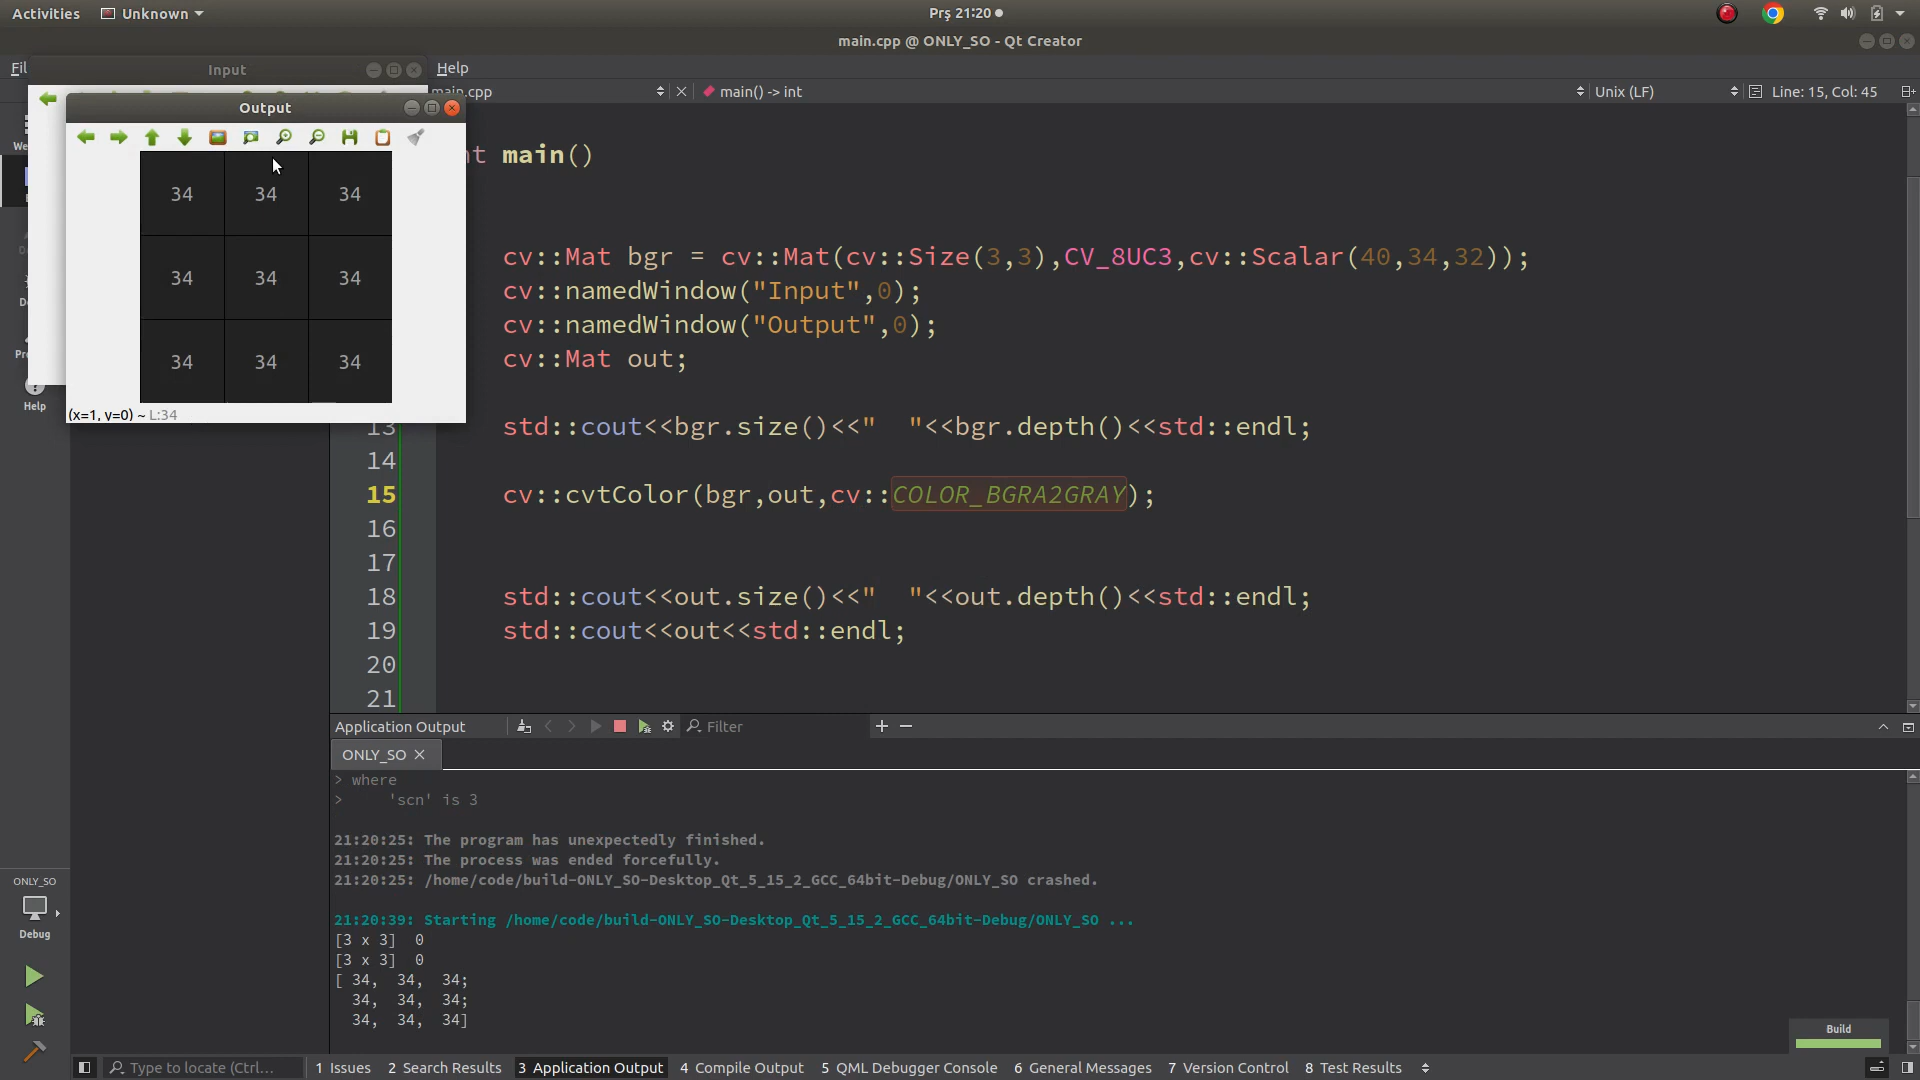 Activities Unknown Prş 21:20
main.cpp @ ONLY_SO - Qt Creator
Fil Help
Input
main.cpp main() -> int Unix (LF) Line: 15, Col: 45
Output
34 34 34
34 34 34
34 34 34
(x=1, y=0) ~ L:34
We
Pro
Help
nt main()
cv::Mat bgr = cv::Mat(cv::Size(3,3),CV_8UC3,cv::Scalar(40,34,32));
cv::namedWindow("Input",0);
cv::namedWindow("Output",0);
cv::Mat out;
13 std::cout<<bgr.size()<<"  "<<bgr.depth()<<std::endl;
14
15 cv::cvtColor(bgr,out,cv::COLOR_BGRA2GRAY);
16
17
18 std::cout<<out.size()<<"  "<<out.depth()<<std::endl;
19 std::cout<<out<<std::endl;
20
21
Application Output Filter
ONLY_SO
> where
>     'scn' is 3
21:20:25: The program has unexpectedly finished.
21:20:25: The process was ended forcefully.
21:20:25: /home/code/build-ONLY_SO-Desktop_Qt_5_15_2_GCC_64bit-Debug/ONLY_SO crashed.
21:20:39: Starting /home/code/build-ONLY_SO-Desktop_Qt_5_15_2_GCC_64bit-Debug/ONLY_SO ...
[3 x 3]  0
[3 x 3]  0
[ 34,  34,  34;
  34,  34,  34;
  34,  34,  34]
ONLY_SO
Debug
Build
Type to locate (Ctrl... 1 Issues 2 Search Results 3 Application Output 4 Compile Output 5 QML Debugger Console 6 General Messages 7 Version Control 8 Test Results